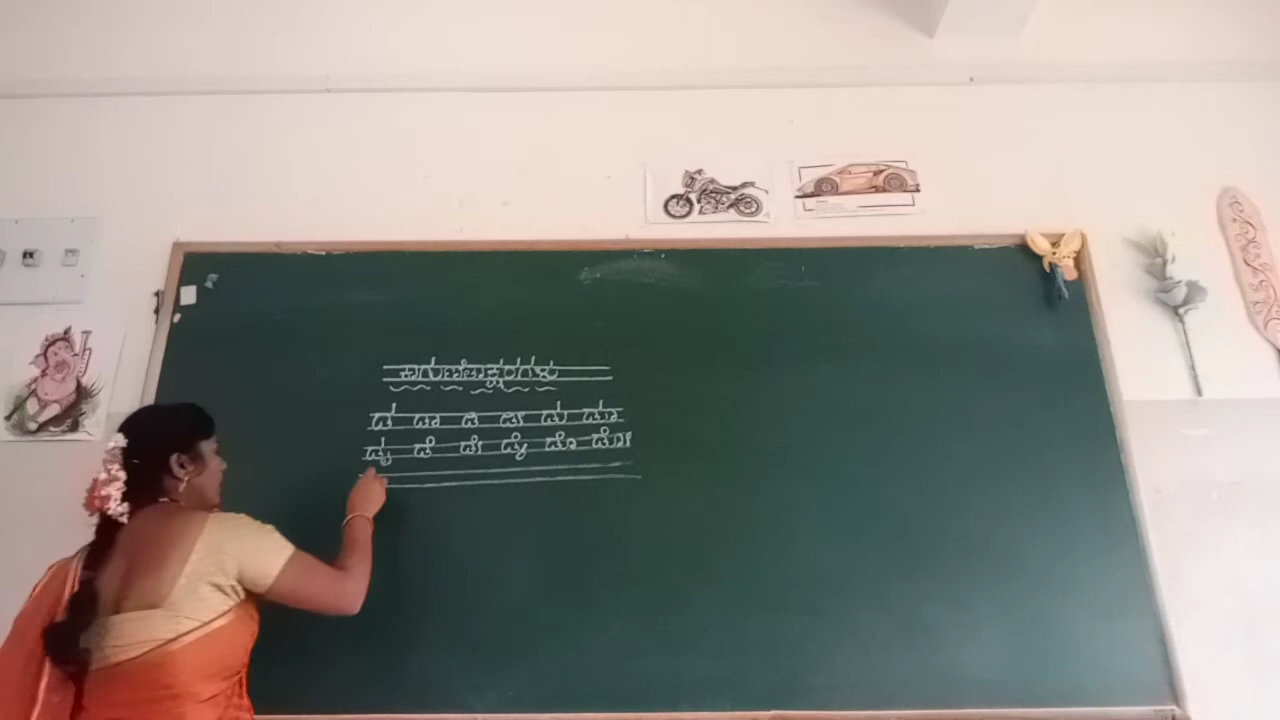 ಕಾಗುಣಿತಾಕ್ಷರಗಳು
ದ ದಾ ದಿ ದೀ ದು ದೂ
ದೃ ದೆ ದೇ ದೈ ದೊ ದೋ